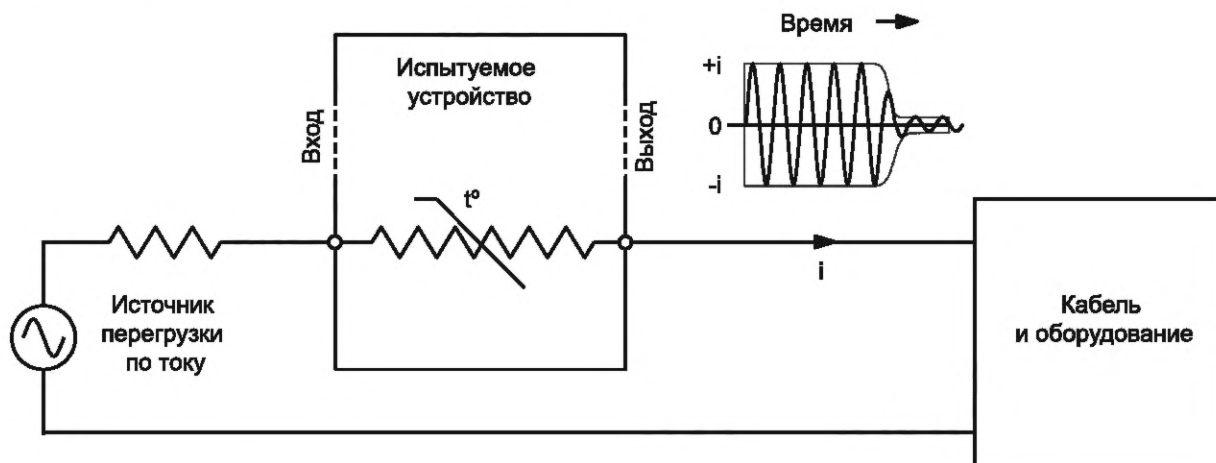 Время
+i
0
-i
Испытуемое
устройство
Вход
Выход
t°
i
Источник
перегрузки
по току
Кабель
и оборудование